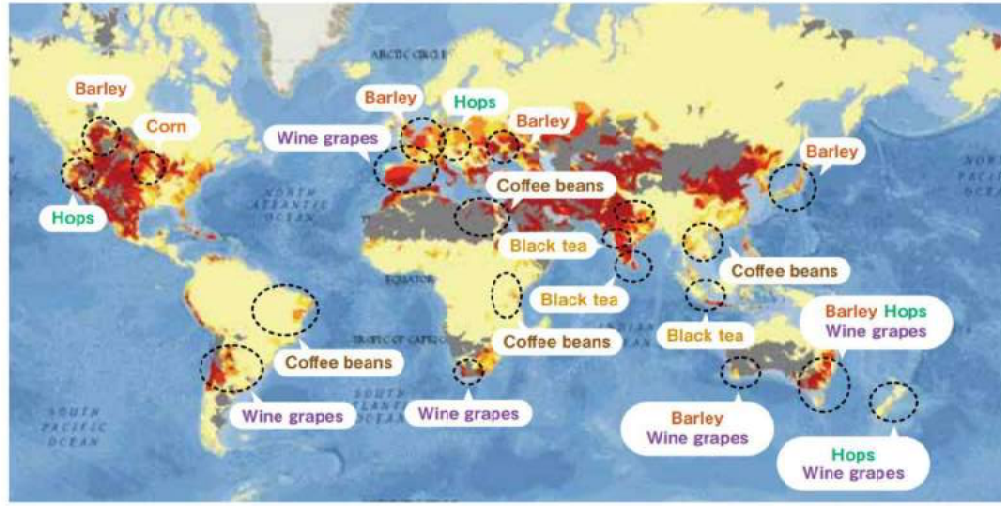 ARCTIC CIRCLE
Barley
Barley
Hops
Corn
Wine grapes
Barley
Barley
Coffee beans
NORTH
ATLANTIC
OCEAN
Hops
Black tea
Coffee beans
EQUATOR
Black tea
Barley Hops
Wine grapes
Black tea
Coffee beans
Coffee beans
Wine grapes
Wine grapes
SOUTH
PACIFIC
OCEAN
Barley
Wine grapes
Hops
Wine grapes